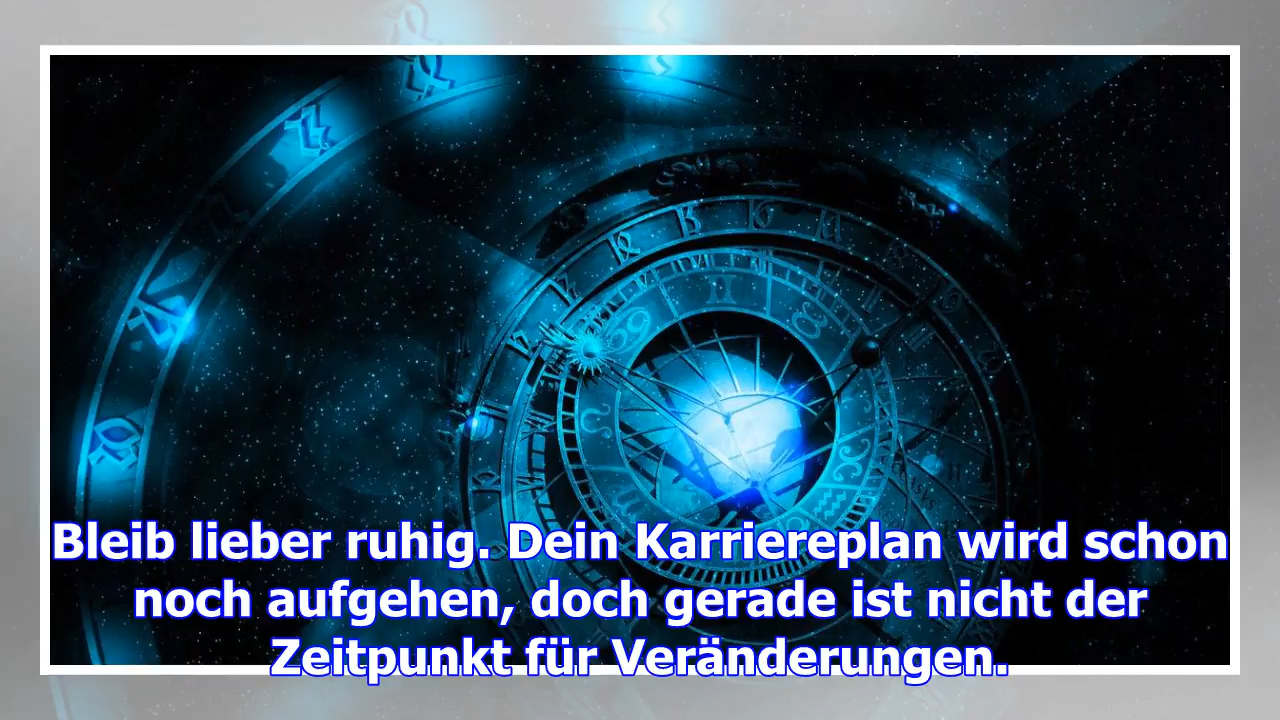 Bleib lieber ruhig. Dein Karriereplan wird schon
noch aufgehen, doch gerade ist nicht der
Zeitpunkt für Veränderungen.